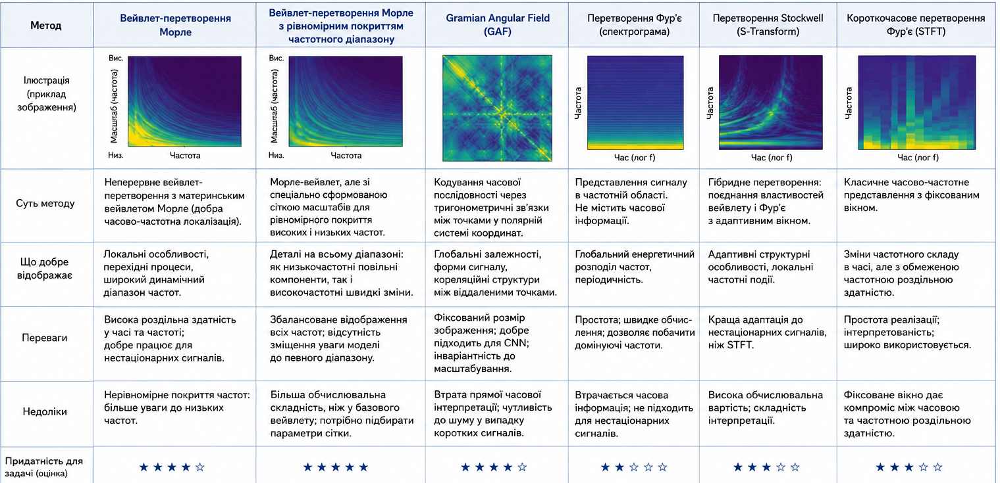 Метод
Вейвлет-перетворення
Морле
Вейвлет-перетворення Морле
з рівномірним покриттям
частотного діапазону
Gramian Angular Field
(GAF)
Перетворення Фур'є
(спектрограма)
Перетворення Stockwell
(S-Transform)
Короткочасове перетворення
Фур'є (STFT)
Ілюстрація
(приклад
зображення)
Вис.
Масштаб (частота)
Низ.
Частота
Вис.
Масштаб (частота)
Низ.
Частота
Частота
Час (лог f)
Частота
Час (лог f)
Частота
Час (лог f)
Суть методу
Неперервне вейвлет-
перетворення з материнським
вейвлетом Морле (добра
часово-частотна локалізація).
Морле-вейвлет, але зі
спеціально сформованою
сіткою масштабів для
рівномірного покриття
високих і низьких частот.
Кодування часової
послідовності через
тригонометричні зв'язки
між точками у полярній
системі координат.
Представлення сигналу
в частотній області.
Не містить часової
інформації.
Гібридне перетворення:
поєднання властивостей
вейвлету і Фур'є
з адаптивним вікном.
Класичне часово-частотне
представлення з фіксованим
вікном.
Що добре
відображає
Локальні особливості,
перехідні процеси,
широкий динамічний
діапазон частот.
Деталі на всьому діапазоні:
як низькочастотні повільні
компоненти, так і
високочастотні швидкі зміни.
Глобальні залежності,
форми сигналу,
кореляційні структури
між віддаленими точками.
Глобальний енергетичний
розподіл частот,
періодичність.
Адаптивні структурні
особливості, локальні
частотні події.
Зміни частотного складу
в часі, але з обмеженою
частотною роздільною
здатністю.
Переваги
Висока роздільна здатність
у часі та частоті;
добре працює для
нестаціонарних сигналів.
Збалансоване відображення
всіх частот; відсутність
зміщення уваги моделі
до певного діапазону.
Фіксований розмір
зображення; добре
підходить для CNN;
інваріантність до
масштабування.
Простота; швидке обчис-
лення; дозволяє побачити
домінуючі частоти.
Краща адаптація до
нестаціонарних сигналів,
ніж STFT.
Простота реалізації;
інтерпретованість;
широко використовується.
Недоліки
Нерівномірне покриття частот:
більше уваги до низьких
частот.
Більша обчислювальна
складність, ніж у базового
вейвлету; потрібно підбирати
параметри сітки.
Втрата прямої часової
інтерпретації; чутливість
до шуму у випадку
коротких сигналів.
Втрачається часова
інформація; не підходить
для нестаціонарних
сигналів.
Висока обчислювальна
вартість; складність
інтерпретації.
Фіксоване вікно дає
компроміс між часовою
та частотною роздільною
здатністю.
Придатність для
задачі (оцінка)
★★★★☆
★★★★★
★★★★☆
★★☆☆☆
★★★☆☆
★★★☆☆